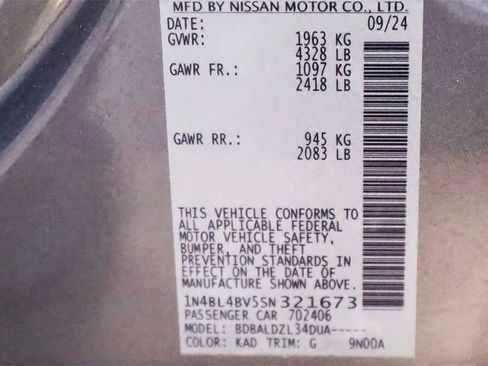 MFD BY NISSAN MOTOR CO., LTD.
DATE: 09/24
GVWR: 1963 KG
4328 LB
GAWR FR.: 1097 KG
2418 LB
GAWR RR.: 945 KG
2083 LB
THIS VEHICLE CONFORMS TO
ALL APPLICABLE FEDERAL
MOTOR VEHICLE SAFETY,
BUMPER, AND THEFT
PREVENTION STANDARDS IN
EFFECT ON THE DATE OF
MANUFACTURE SHOWN ABOVE.
1N4BL4BV5SN321673
PASSENGER CAR 702406
MODEL: BDBALDZL34DUA-----
COLOR: KAD TRIM: G 9N00A